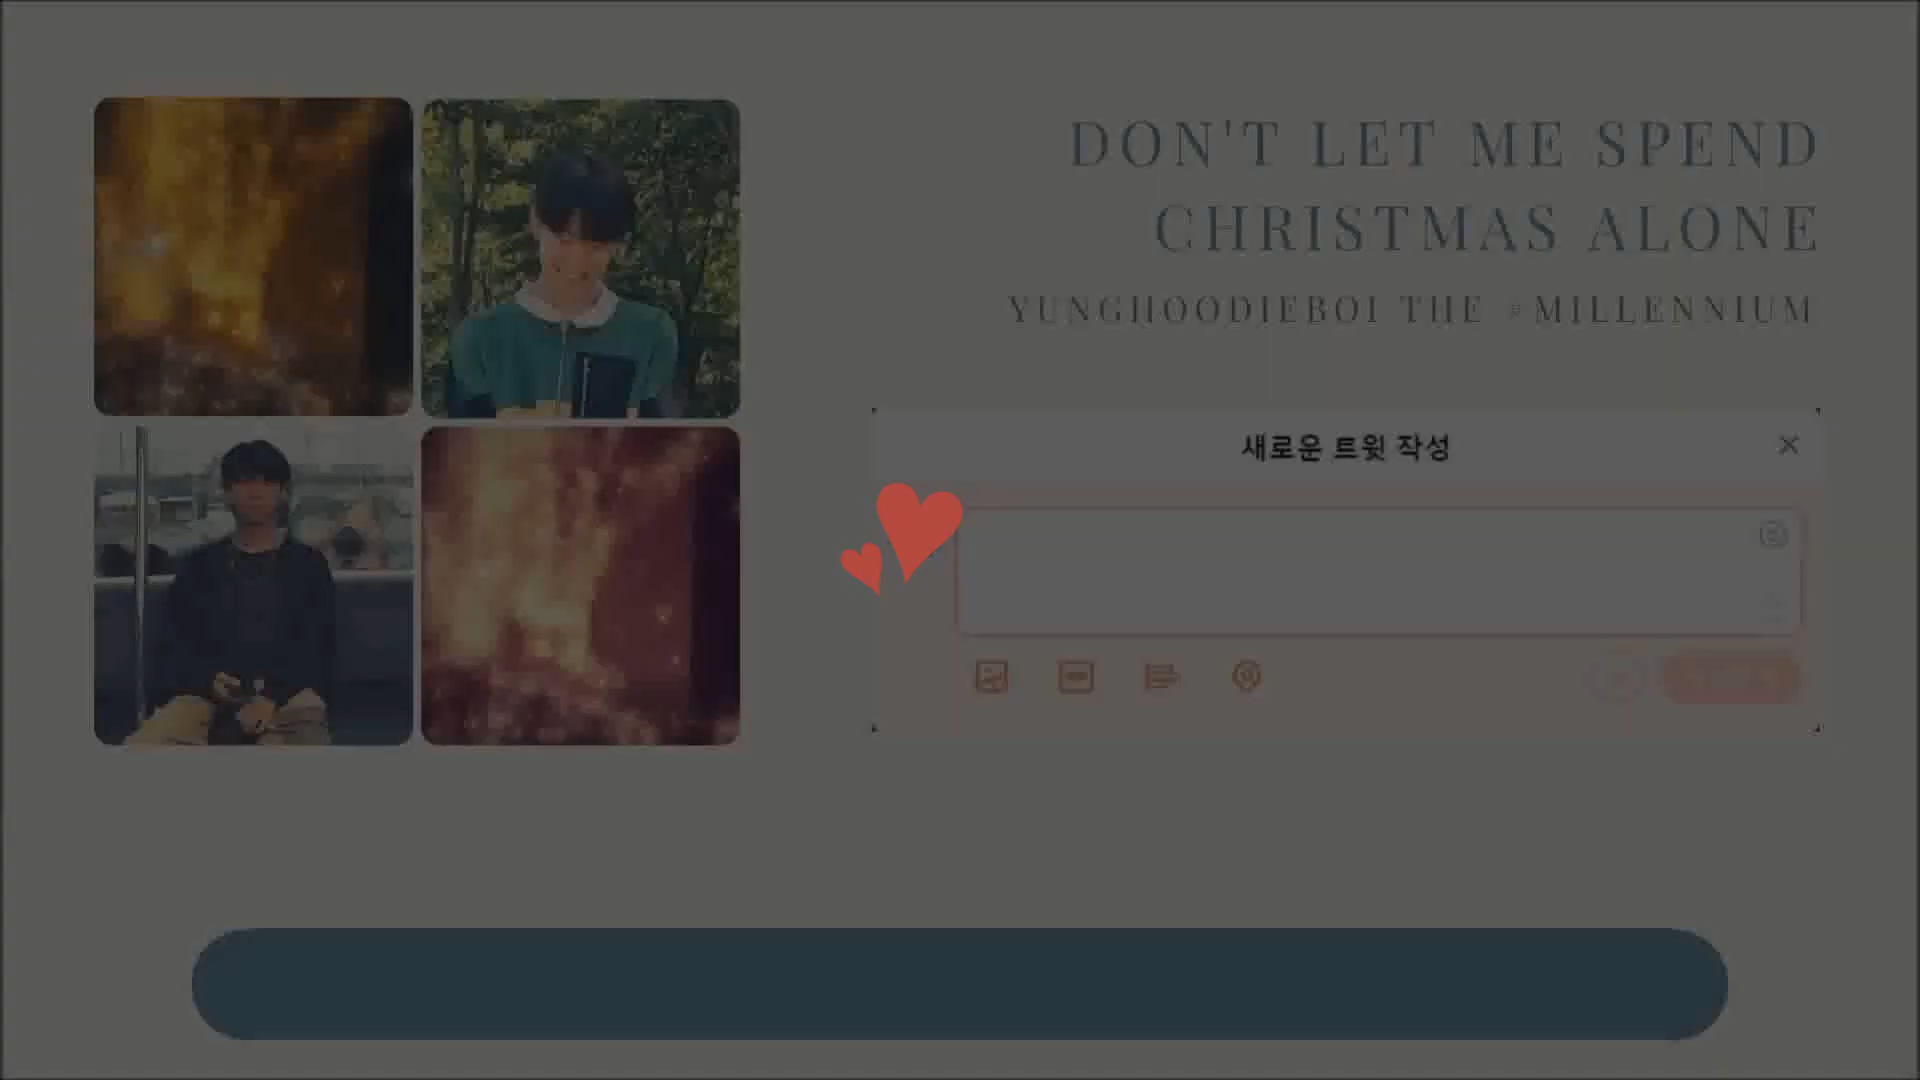 DON'T LET ME SPEND
CHRISTMAS ALONE
YUNGHOODIEBOI THE #MILLENNIUM
새로운 트윗 작성